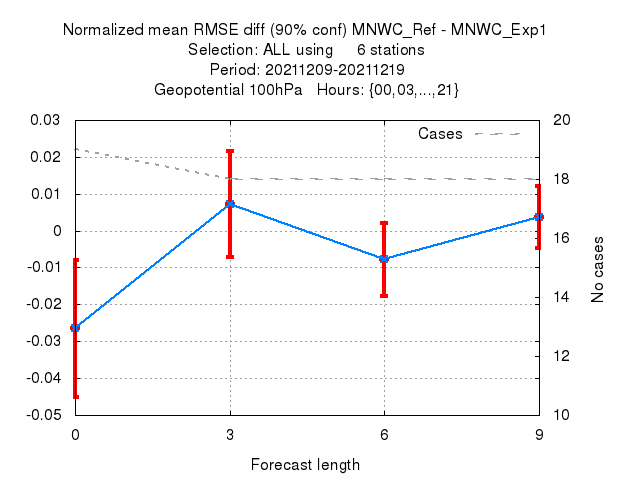 Normalized mean RMSE diff (90% conf) MNWC_Ref - MNWC_Exp1
Selection: ALL using 6 stations
Period: 20211209-20211219
Geopotential 100hPa Hours: {00,03,...,21}
Cases
0.03
0.02
0.01
0
-0.01
-0.02
-0.03
-0.04
-0.05
20
18
16
14
12
10
No cases
0 3 6 9
Forecast length